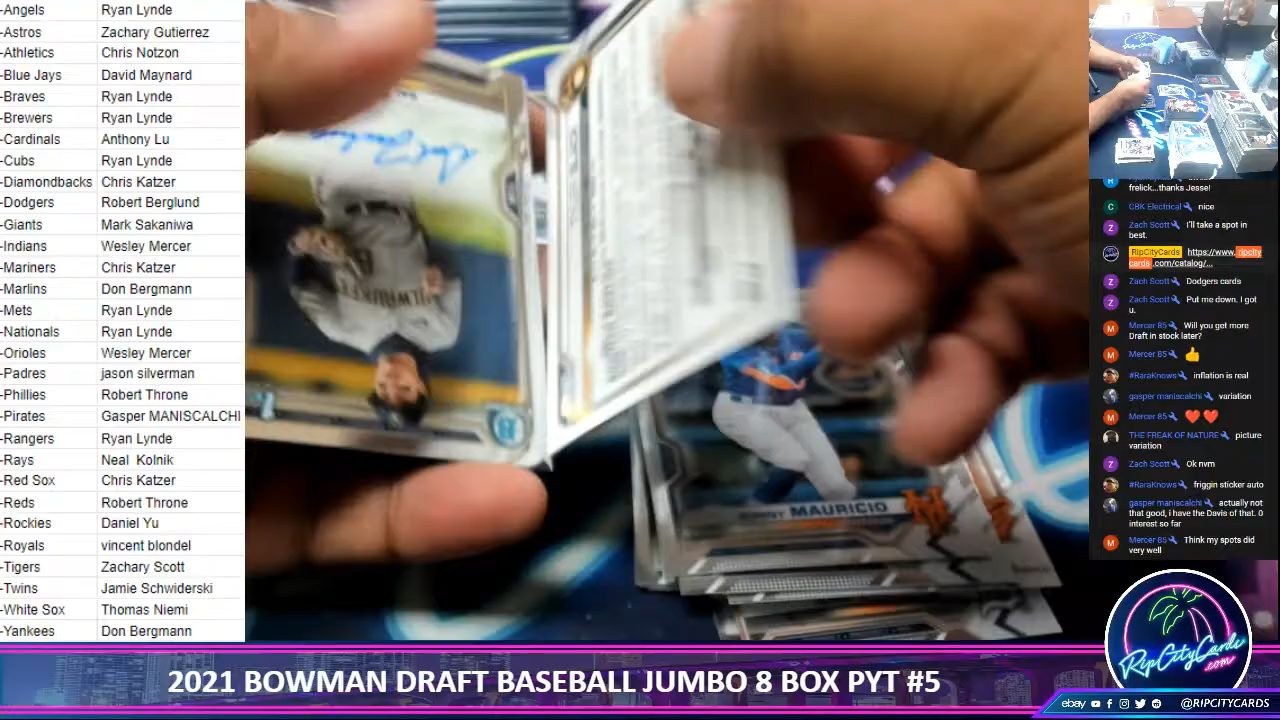 -Angels Ryan Lynde
-Astros Zachary Gutierrez
-Athletics Chris Notzon
-Blue Jays David Maynard
-Braves Ryan Lynde
-Brewers Ryan Lynde
-Cardinals Anthony Lu
-Cubs Ryan Lynde
-Diamondbacks Chris Katzer
-Dodgers Robert Berglund
-Giants Mark Sakaniwa
-Indians Wesley Mercer
-Mariners Chris Katzer
-Marlins Don Bergmann
-Mets Ryan Lynde
-Nationals Ryan Lynde
-Orioles Wesley Mercer
-Padres jason silverman
-Phillies Robert Throne
-Pirates Gasper MANISCALCHI
-Rangers Ryan Lynde
-Rays Neal Kolnik
-Red Sox Chris Katzer
-Reds Robert Throne
-Rockies Daniel Yu
-Royals vincent blondel
-Tigers Zachary Scott
-Twins Jamie Schwiderski
-White Sox Thomas Niemi
-Yankees Don Bergmann
MILWAUKEE
MAURICIO
frelick...thanks Jesse!
C CBK Electrical nice
Z Zach Scott I'll take a spot in
best.
RipCityCards https://www.ripcity
cards.com/catalog/...
Z Zach Scott Dodgers cards
Z Zach Scott Put me down. I got
u.
M Mercer 85 Will you get more
Draft in stock later?
M Mercer 85 👍
#RaraKnows inflation is real
gasper maniscalchi variation
M Mercer 85 ❤️❤️
THE FREAK OF NATURE picture
variation
Z Zach Scott Ok nvm
#RaraKnows friggin sticker auto
gasper maniscalchi actually not
that good, i have the Davis of that. 0
interest so far
M Mercer 85 Think my spots did
very well
RipCityCards
.com
2021 BOWMAN DRAFT BASEBALL JUMBO 8 BOX PYT #5
ebay @RIPCITYCARDS